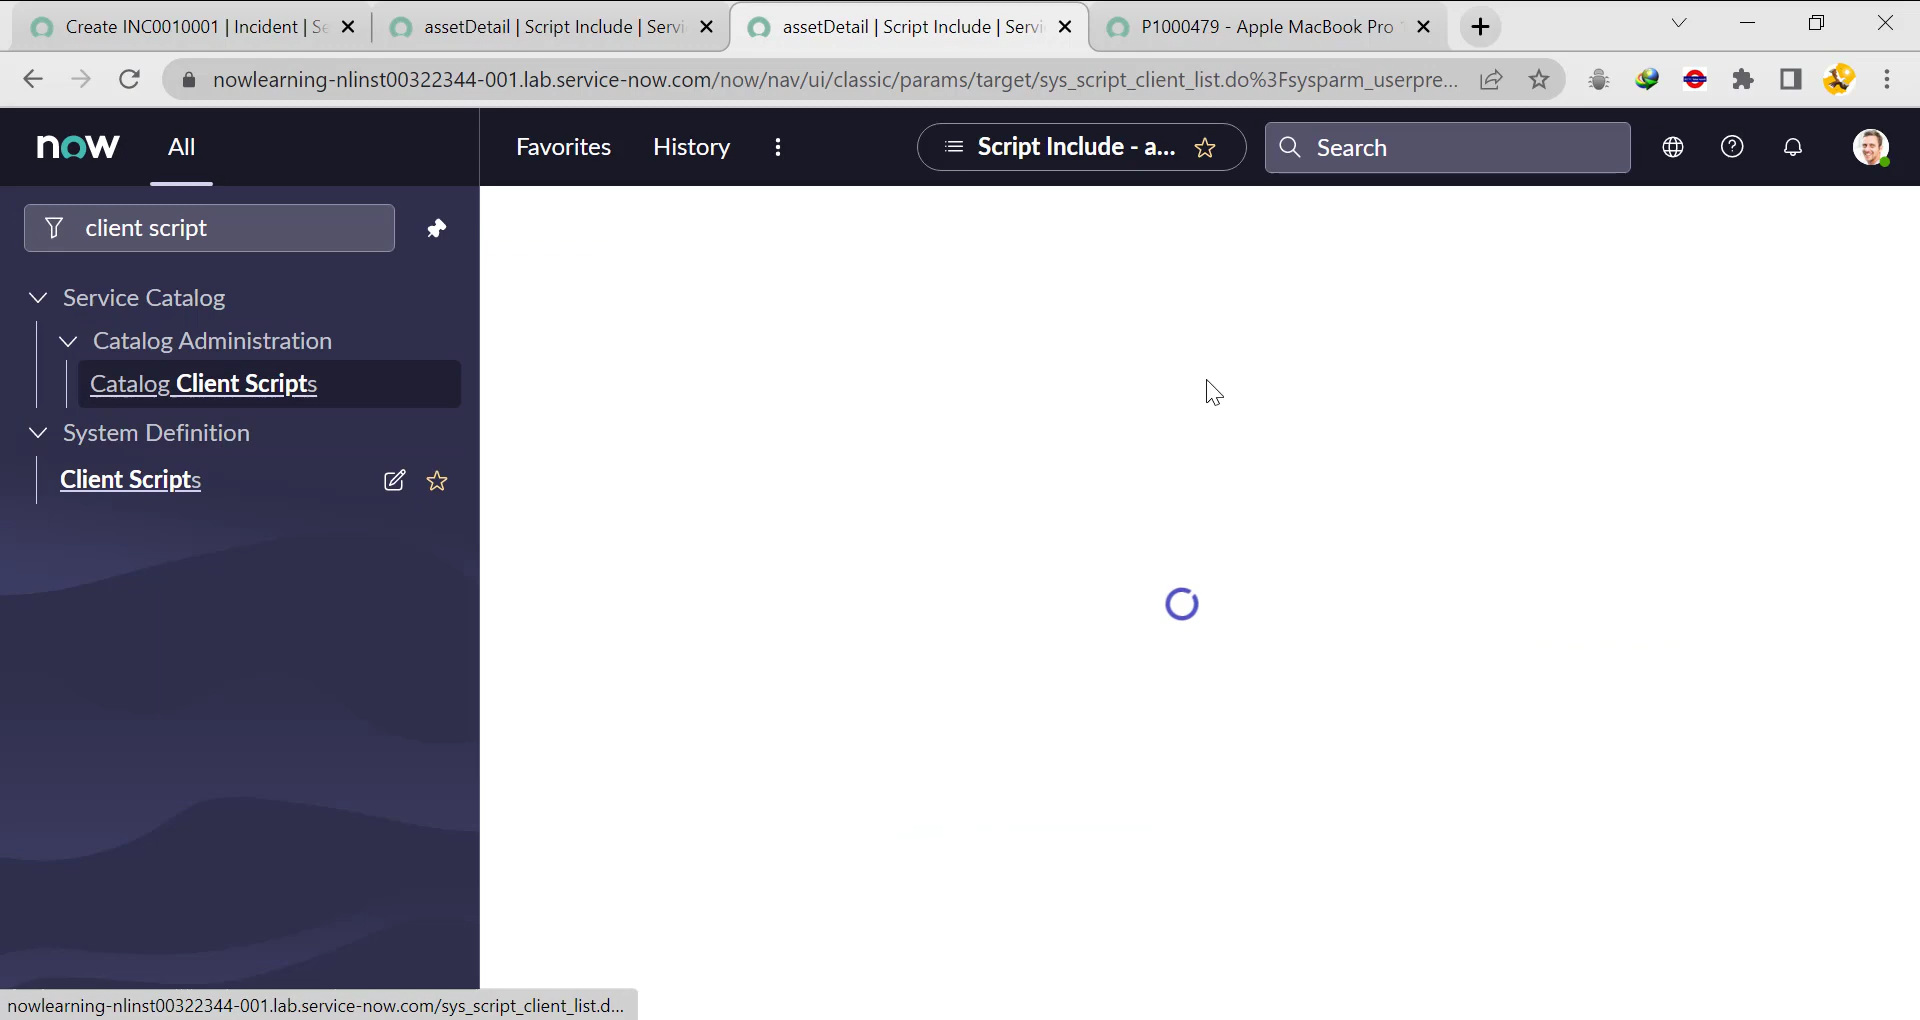 Create INC0010001 | Incident | Se
assetDetail | Script Include | Servi
assetDetail | Script Include | Servi
P1000479 - Apple MacBook Pro
nowlearning-nlinst00322344-001.lab.service-now.com/now/nav/ui/classic/params/target/sys_script_client_list.do%3Fsysparm_userpre...
now
All
Favorites
History
Script Include - a...
Search
client script
Service Catalog
Catalog Administration
Catalog Client Scripts
System Definition
Client Scripts
nowlearning-nlinst00322344-001.lab.service-now.com/sys_script_client_list.d...